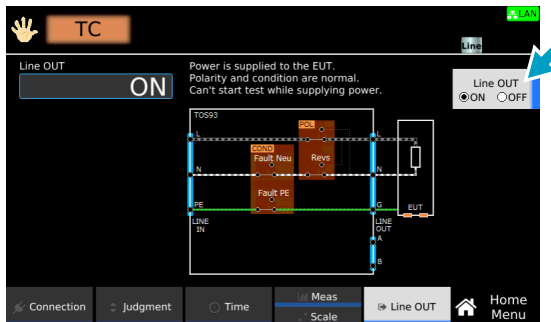 LAN
TC
Line
Line OUT
ON
Power is supplied to the EUT.
Polarity and condition are normal.
Can't start test while supplying power.
Line OUT
ON OFF
TOS93
POL
L
L
COND
Fault Neu
Revs
N
N
Fault PE
PE
G
EUT
LINE
IN
LINE
OUT
A
B
Connection
Judgment
Time
Meas
Scale
Line OUT
Home
Menu